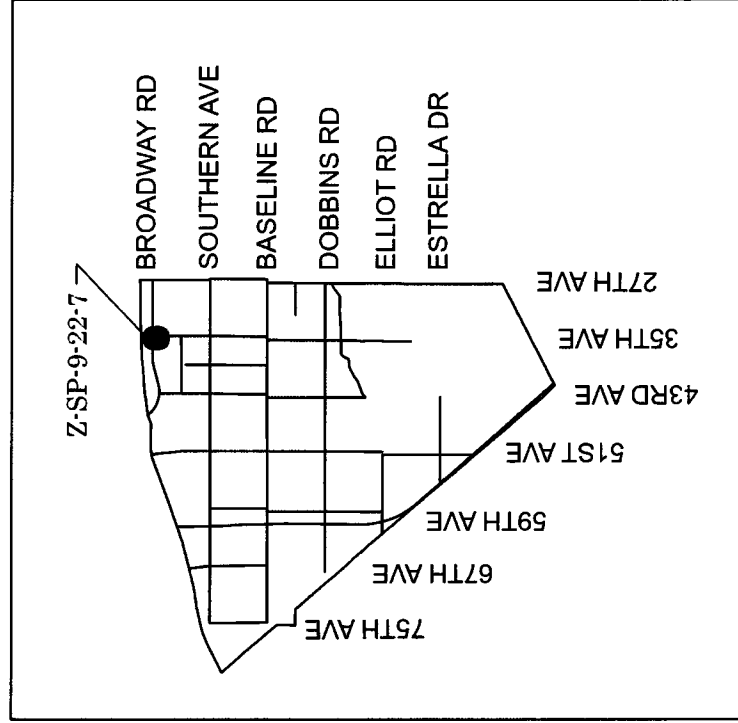 Z-SP-9-22-7
BROADWAY RD
SOUTHERN AVE
BASELINE RD
DOBBINS RD
ELLIOT RD
ESTRELLA DR
27TH AVE
35TH AVE
43RD AVE
51ST AVE
59TH AVE
67TH AVE
75TH AVE